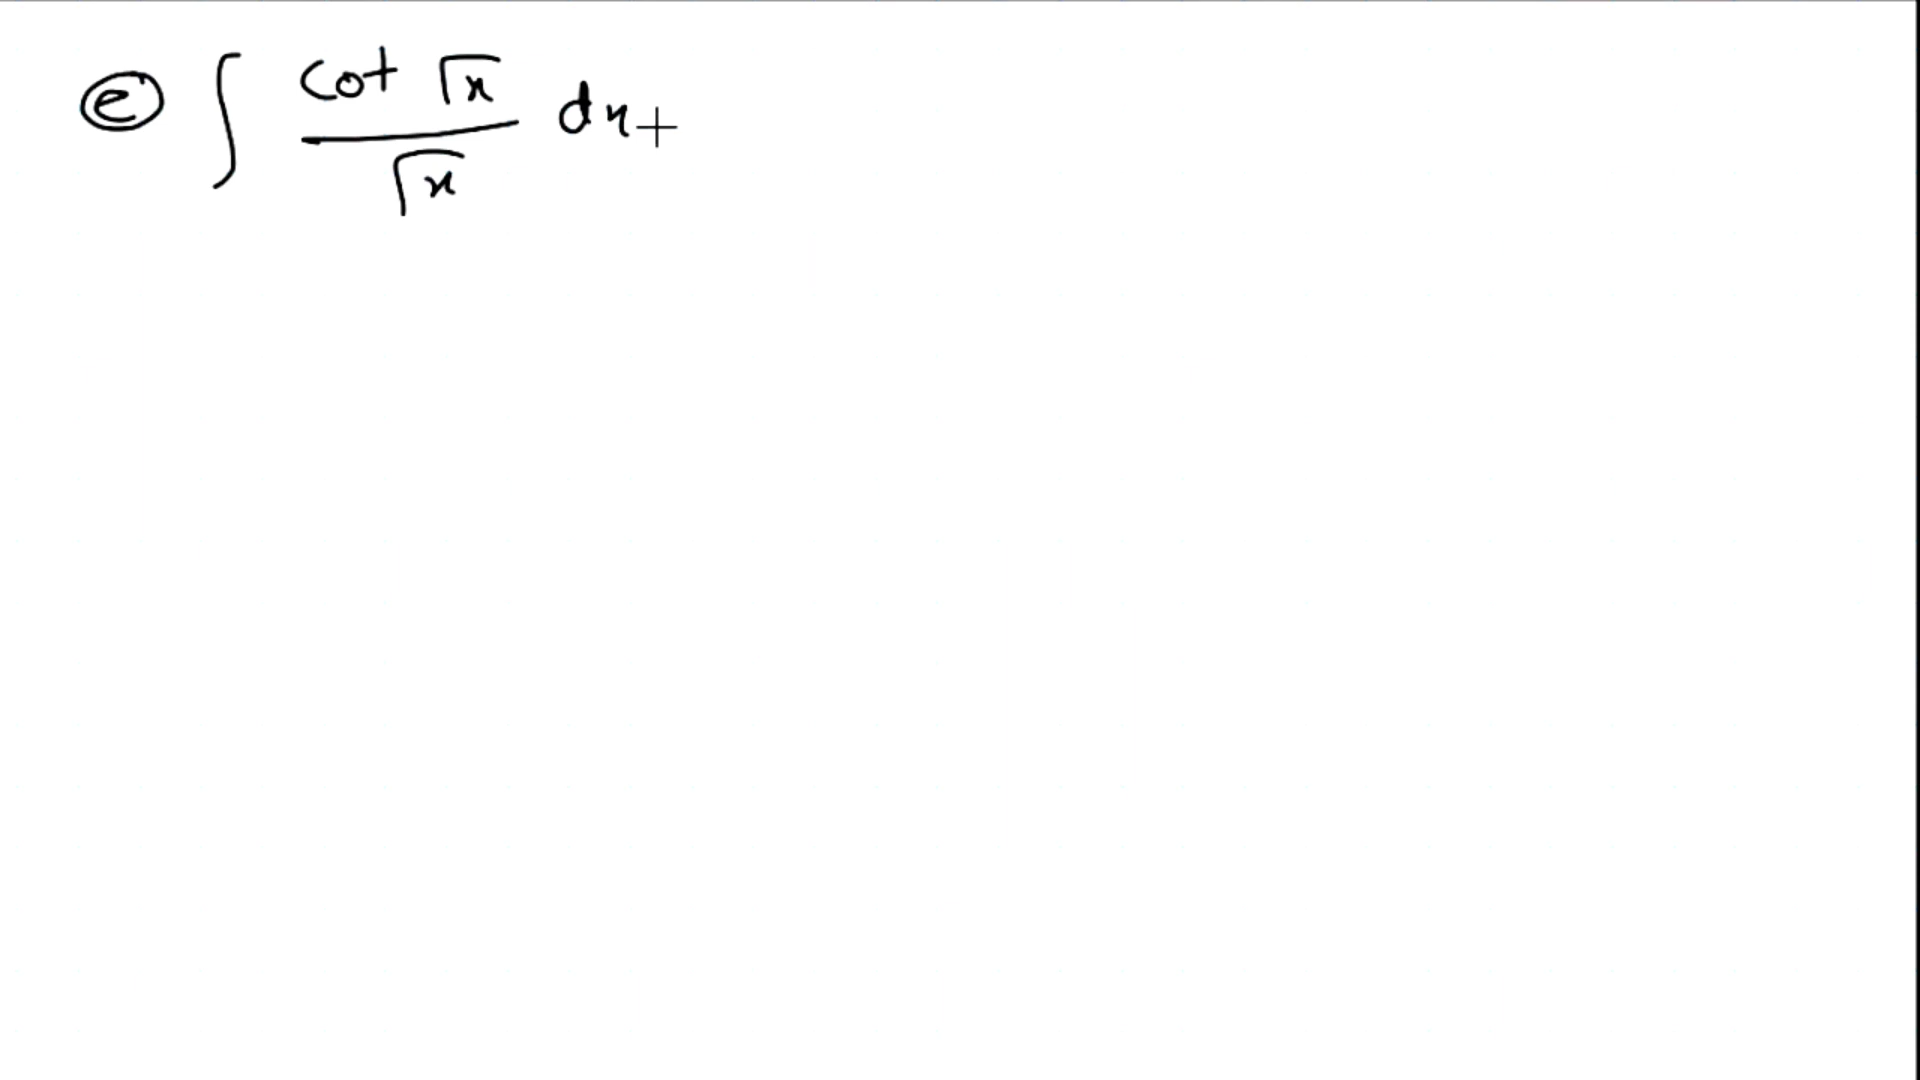 ⓔ ∫ cot √x / √x dx